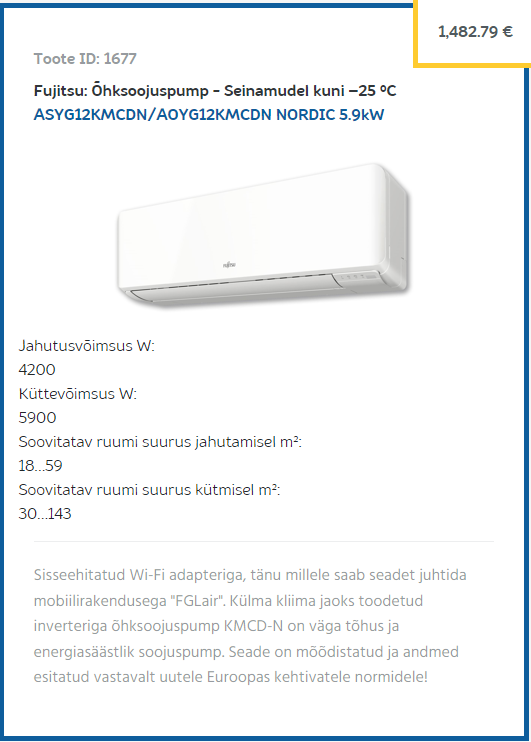 1,482.79 €
Toote ID: 1677
Fujitsu: Õhksoojuspump - Seinamudel kuni –25 ºC
ASYG12KMCDN/AOYG12KMCDN NORDIC 5.9kW
FUJITSU
Jahutusvõimsus W:
4200
Küttevõimsus W:
5900
Soovitatav ruumi suurus jahutamisel m²:
18...59
Soovitatav ruumi suurus kütmisel m²:
30...143
Sisseehitatud Wi-Fi adapteriga, tänu millele saab seadet juhtida
mobiilirakendusega "FGLair". Külma kliima jaoks toodetud
inverteriga õhksoojuspump KMCD-N on väga tõhus ja
energiasäästlik soojuspump. Seade on mõõdistatud ja andmed
esitatud vastavalt uutele Euroopas kehtivatele normidele!